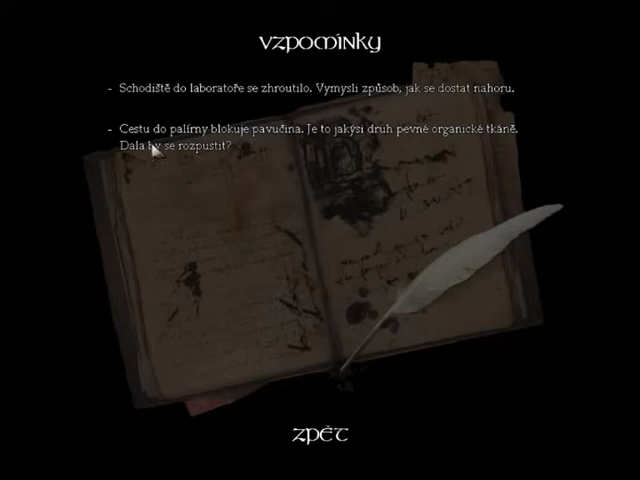 vzpomínky
- Schodiště do laboratoře se zhroutilo. Vymysli způsob, jak se dostat nahoru.
- Cestu do palírny blokuje pavučina. Je to jakýsi druh pevné organické tkáně.
Dala by se rozpustit?
zpět